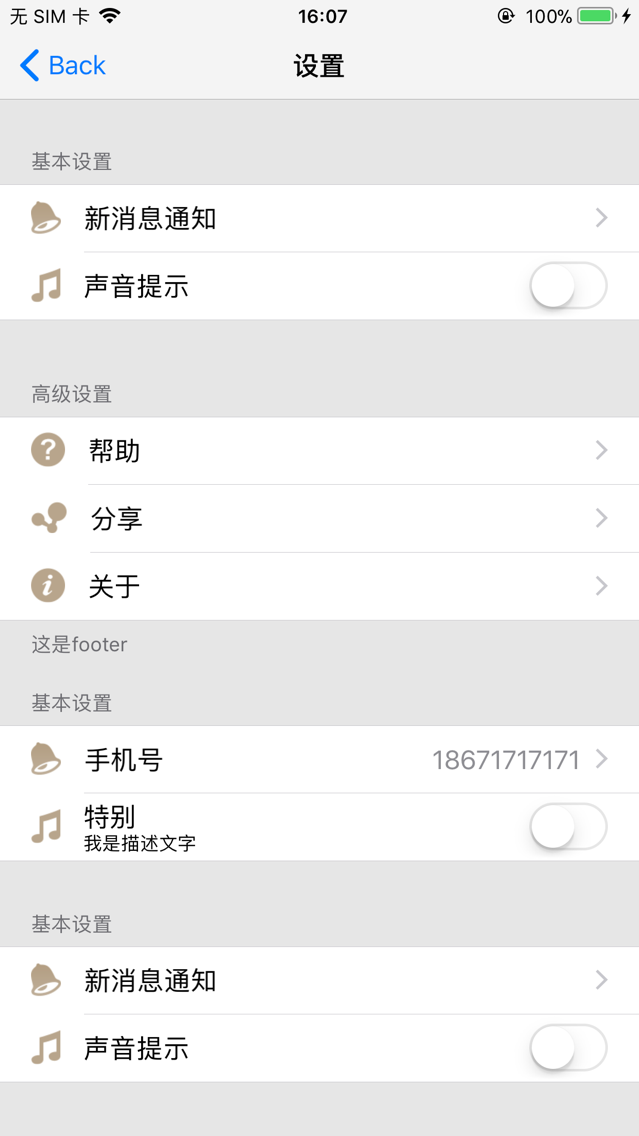 无 SIM 卡 16:07 100%
Back 设置
基本设置
新消息通知
声音提示
高级设置
帮助
分享
关于
这是footer
基本设置
手机号 18671717171
特别
我是描述文字
基本设置
新消息通知
声音提示